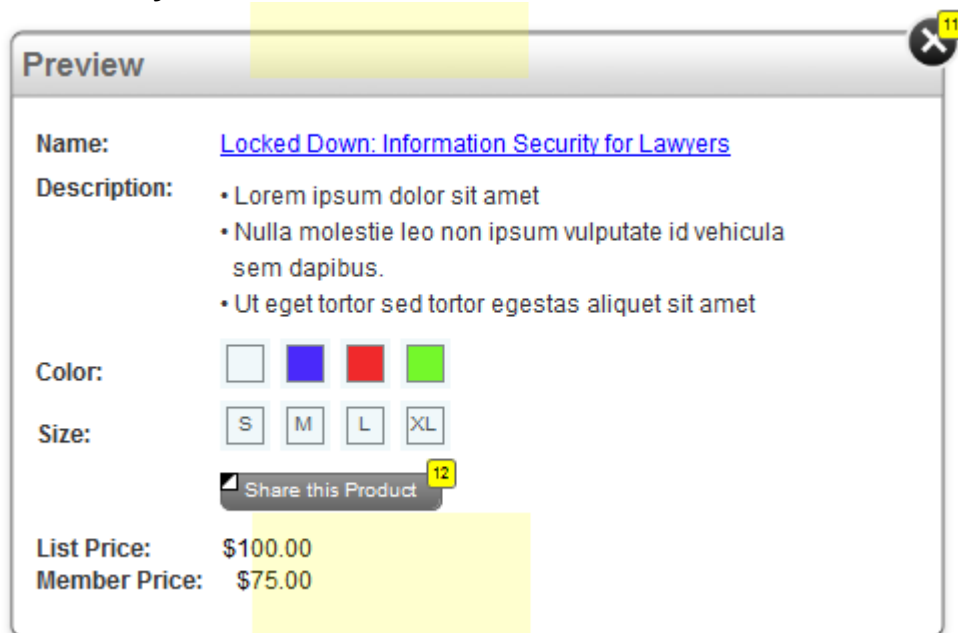 11
Preview
Name: Locked Down: Information Security for Lawyers
Description: • Lorem ipsum dolor sit amet
• Nulla molestie leo non ipsum vulputate id vehicula
sem dapibus.
• Ut eget tortor sed tortor egestas aliquet sit amet
Color:
Size: S M L XL
12
Share this Product
List Price: $100.00
Member Price: $75.00